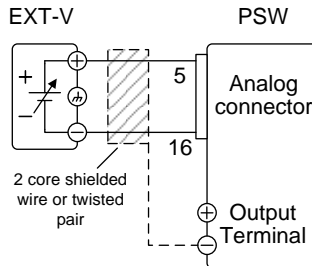 EXT-V
PSW
5
Analog
connector
16
2 core shielded
wire or twisted
pair
Output
Terminal